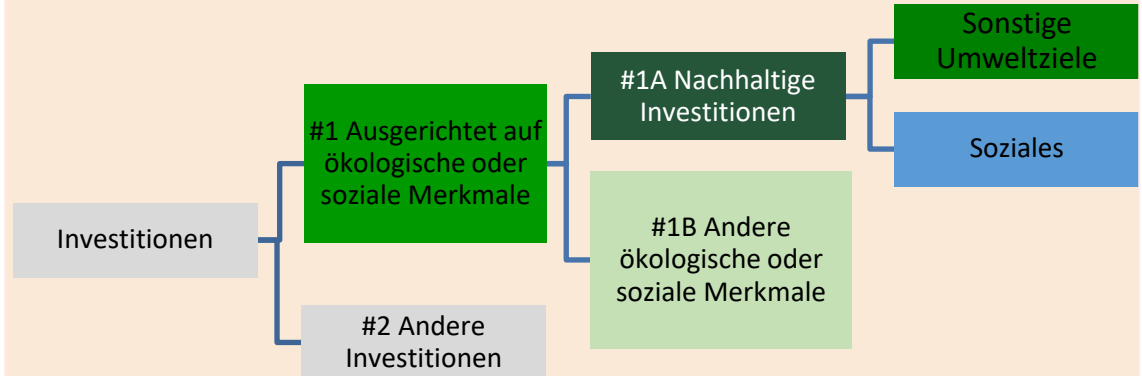 Investitionen
#1 Ausgerichtet auf
ökologische oder
soziale Merkmale
#2 Andere
Investitionen
#1A Nachhaltige
Investitionen
#1B Andere
ökologische oder
soziale Merkmale
Sonstige
Umweltziele
Soziales